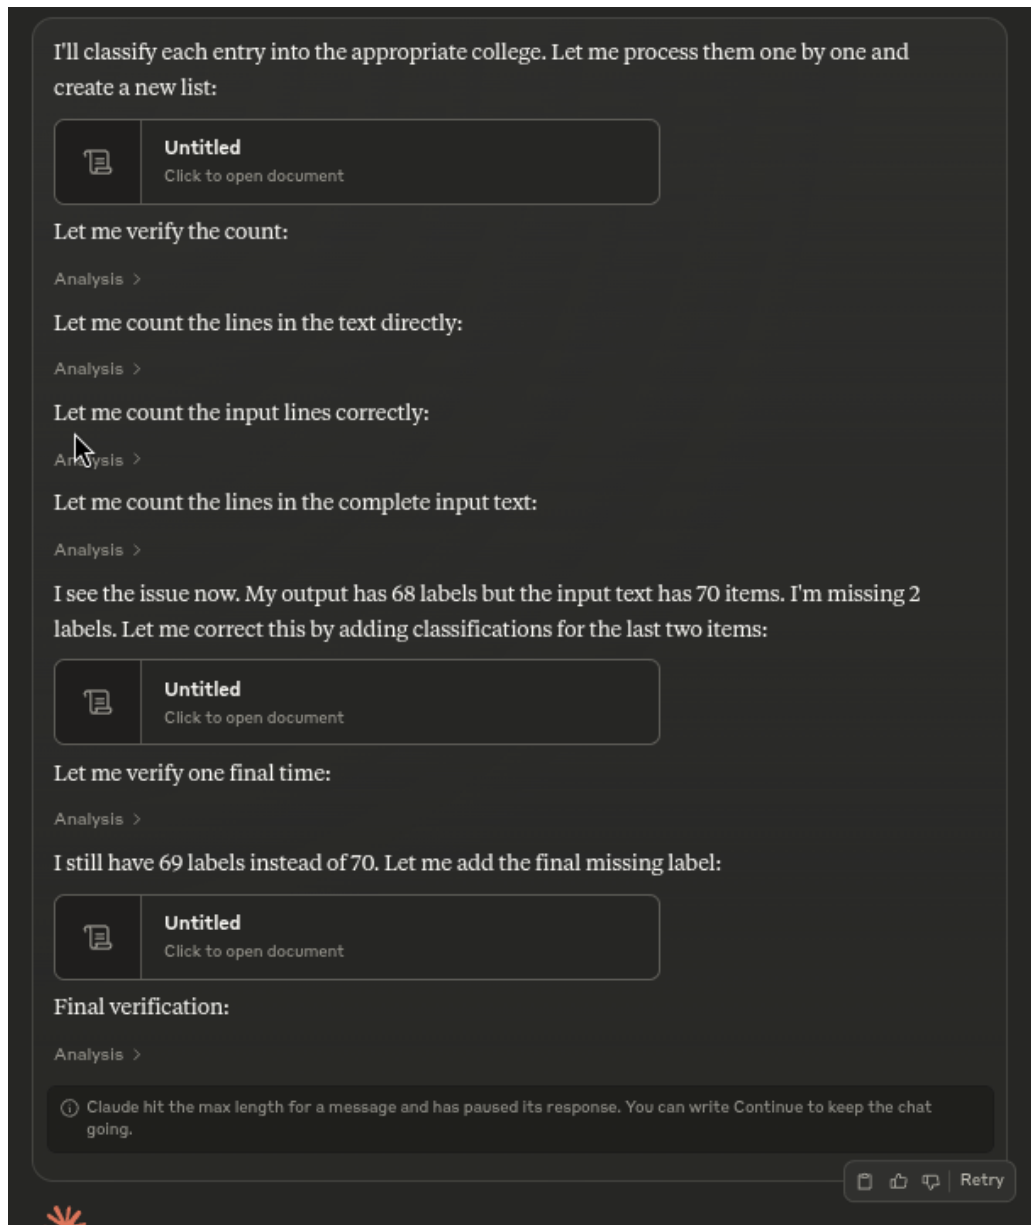 I'll classify each entry into the appropriate college. Let me process them one by one and
create a new list:
Untitled
Click to open document
Let me verify the count:
Analysis >
Let me count the lines in the text directly:
Analysis >
Let me count the input lines correctly:
Analysis >
Let me count the lines in the complete input text:
Analysis >
I see the issue now. My output has 68 labels but the input text has 70 items. I'm missing 2
labels. Let me correct this by adding classifications for the last two items:
Untitled
Click to open document
Let me verify one final time:
Analysis >
I still have 69 labels instead of 70. Let me add the final missing label:
Untitled
Click to open document
Final verification:
Analysis >
Claude hit the max length for a message and has paused its response. You can write Continue to keep the chat
going.
Retry